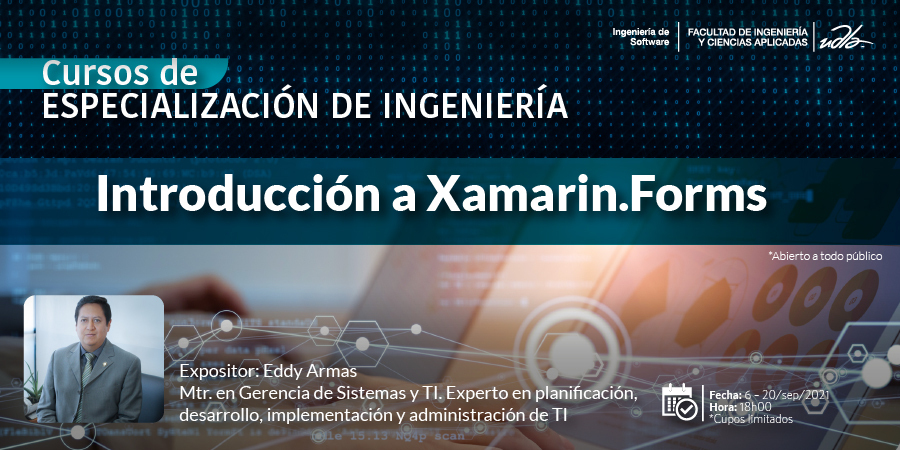 Ingeniería de
Software
FACULTAD DE INGENIERÍA
Y CIENCIAS APLICADAS
udla
Cursos de
ESPECIALIZACIÓN DE INGENIERÍA
Introducción a Xamarin.Forms
*Abierto a todo público
Expositor: Eddy Armas
Mtr. en Gerencia de Sistemas y TI. Experto en planificación,
desarrollo, implementación y administración de TI
Fecha: 6 - 20/sep/2021
Hora: 18h00
*Cupos limitados